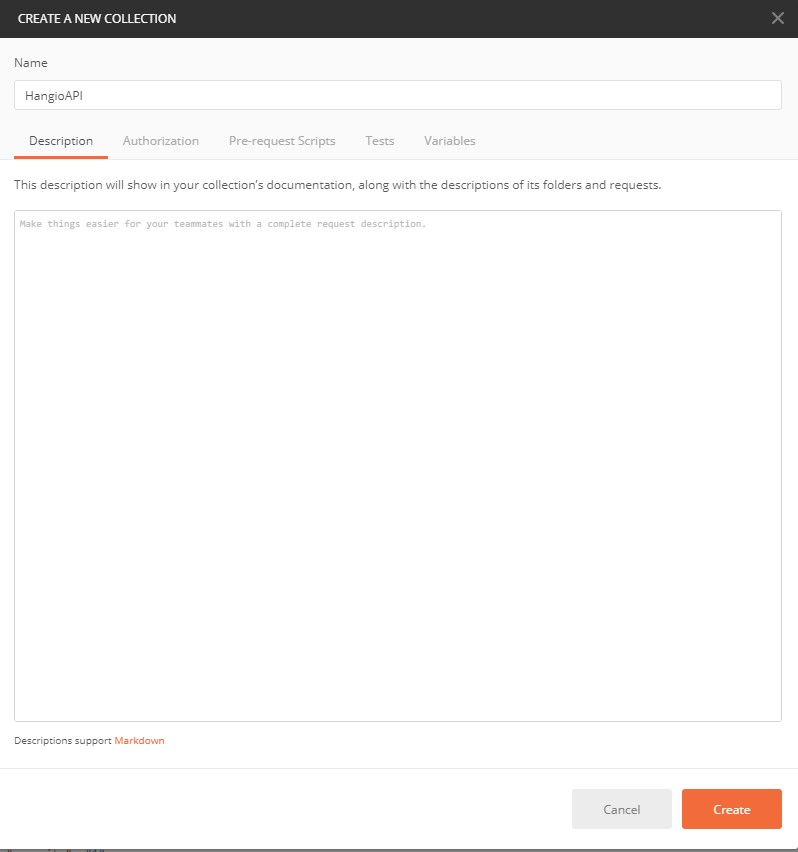 CREATE A NEW COLLECTION
Name
HangioAPI
Description Authorization Pre-request Scripts Tests Variables
This description will show in your collection's documentation, along with the descriptions of its folders and requests.
Make things easier for your teammates with a complete request description.
Descriptions support Markdown
Cancel Create